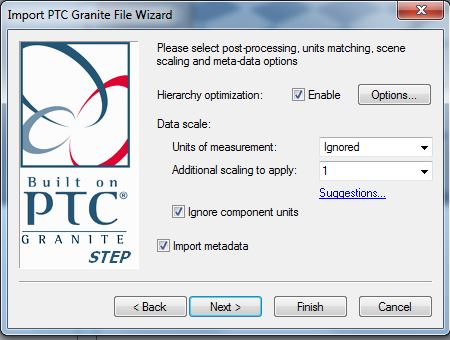 Import PTC Granite File Wizard
Please select post-processing, units matching, scene
scaling and meta-data options
Hierarchy optimization:
Enable
Options...
Data scale:
Units of measurement:
Ignored
Additional scaling to apply:
1
Suggestions...
Ignore component units
Import metadata
Built on
PTC®
GRANITE
STEP
< Back
Next >
Finish
Cancel